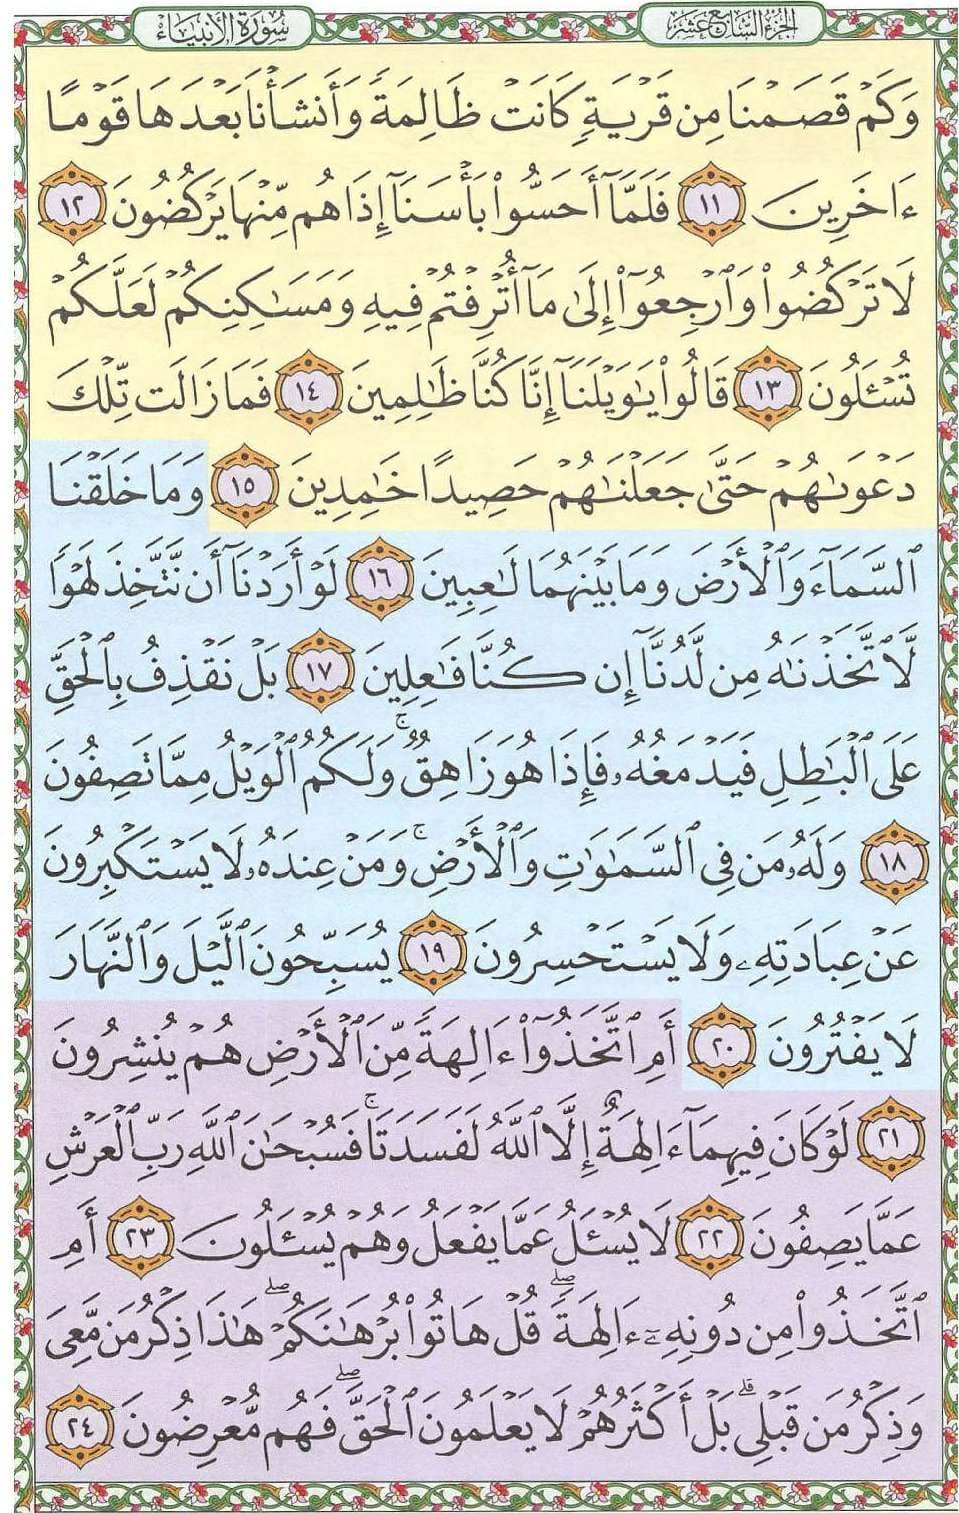 الجزء السابع عشر
سورة الأنبياء
وَكَمْ قَصَمْنَا مِن قَرْيَةٍ كَانَتْ ظَالِمَةً وَأَنشَأْنَا بَعْدَهَا قَوْمًا
ءَاخَرِينَ ١١ فَلَمَّآ أَحَسُّوا۟ بَأْسَنَآ إِذَا هُم مِّنْهَا يَرْكُضُونَ ١٢
لَا تَرْكُضُوا۟ وَٱرْجِعُوٓا۟ إِلَىٰ مَآ أُتْرِفْتُمْ فِيهِ وَمَسَـٰكِنِكُمْ لَعَلَّكُمْ
تُسْـَٔلُونَ ١٣ قَالُوا۟ يَـٰوَيْلَنَآ إِنَّا كُنَّا ظَـٰلِمِينَ ١٤ فَمَا زَالَت تِّلْكَ
دَعْوَىٰهُمْ حَتَّىٰ جَعَلْنَـٰهُمْ حَصِيدًا خَـٰمِدِينَ ١٥ وَمَا خَلَقْنَا
ٱلسَّمَآءَ وَٱلْأَرْضَ وَمَا بَيْنَهُمَا لَـٰعِبِينَ ١٦ لَوْ أَرَدْنَآ أَن نَّتَّخِذَ لَهْوًا
لَّٱتَّخَذْنَـٰهُ مِن لَّدُنَّآ إِن كُنَّا فَـٰعِلِينَ ١٧ بَلْ نَقْذِفُ بِٱلْحَقِّ
عَلَى ٱلْبَـٰطِلِ فَيَدْمَغُهُۥ فَإِذَا هُوَ زَاهِقٌ ۚ وَلَكُمُ ٱلْوَيْلُ مِمَّا تَصِفُونَ
١٨ وَلَهُۥ مَن فِى ٱلسَّمَـٰوَٰتِ وَٱلْأَرْضِ ۚ وَمَنْ عِندَهُۥ لَا يَسْتَكْبِرُونَ
عَنْ عِبَادَتِهِۦ وَلَا يَسْتَحْسِرُونَ ١٩ يُسَبِّحُونَ ٱلَّيْلَ وَٱلنَّهَارَ
لَا يَفْتُرُونَ ٢٠ أَمِ ٱتَّخَذُوٓا۟ ءَالِهَةً مِّنَ ٱلْأَرْضِ هُمْ يُنشِرُونَ
٢١ لَوْ كَانَ فِيهِمَآ ءَالِهَةٌ إِلَّا ٱللَّهُ لَفَسَدَتَا ۚ فَسُبْحَـٰنَ ٱللَّهِ رَبِّ ٱلْعَرْشِ
عَمَّا يَصِفُونَ ٢٢ لَا يُسْـَٔلُ عَمَّا يَفْعَلُ وَهُمْ يُسْـَٔلُونَ ٢٣ أَمِ
ٱتَّخَذُوا۟ مِن دُونِهِۦٓ ءَالِهَةً ۖ قُلْ هَاتُوا۟ بُرْهَـٰنَكُمْ ۖ هَـٰذَا ذِكْرُ مَن مَّعِىَ
وَذِكْرُ مَن قَبْلِى ۗ بَلْ أَكْثَرُهُمْ لَا يَعْلَمُونَ ٱلْحَقَّ ۖ فَهُم مُّعْرِضُونَ ٢٤